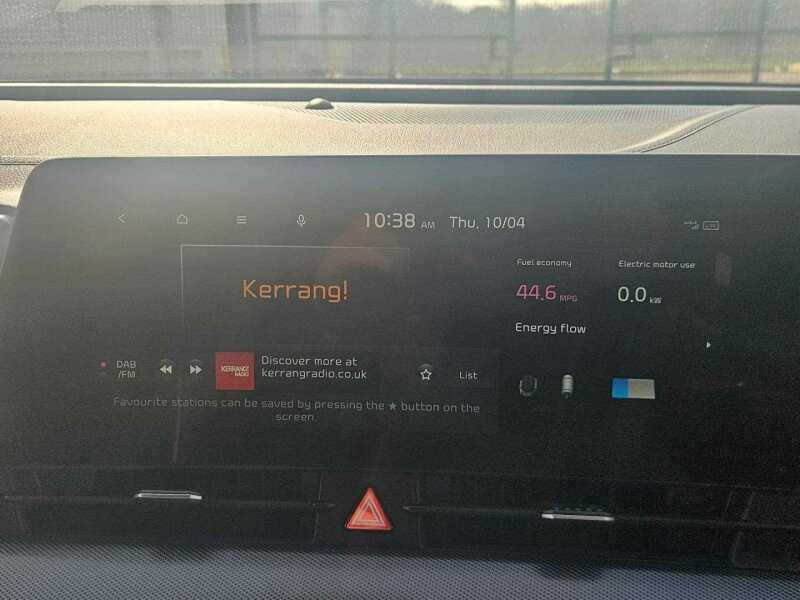 10:38 AM Thu, 10/04
Kerrang!
Fuel economy
Electric motor use
44.6 MPG
0.0 kW
Energy flow
DAB
/FM
KERRANG!
RADIO
Discover more at
kerrangradio.co.uk
List
Favourite stations can be saved by pressing the ★ button on the
screen.